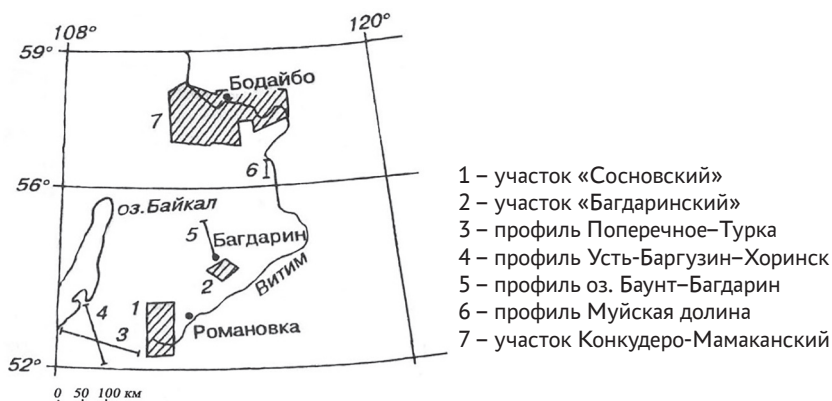 108°
120°
59°
Бодайбо
7
6
56°
оз. Байкал
5
Багдарин
2
Витим
4
1
3
Романовка
52°
0 50 100 км
1 – участок «Сосновский»
2 – участок «Багдаринский»
3 – профиль Поперечное–Турка
4 – профиль Усть-Баргузин–Хоринск
5 – профиль оз. Баунт–Багдарин
6 – профиль Муйская долина
7 – участок Конкудеро-Мамаканский